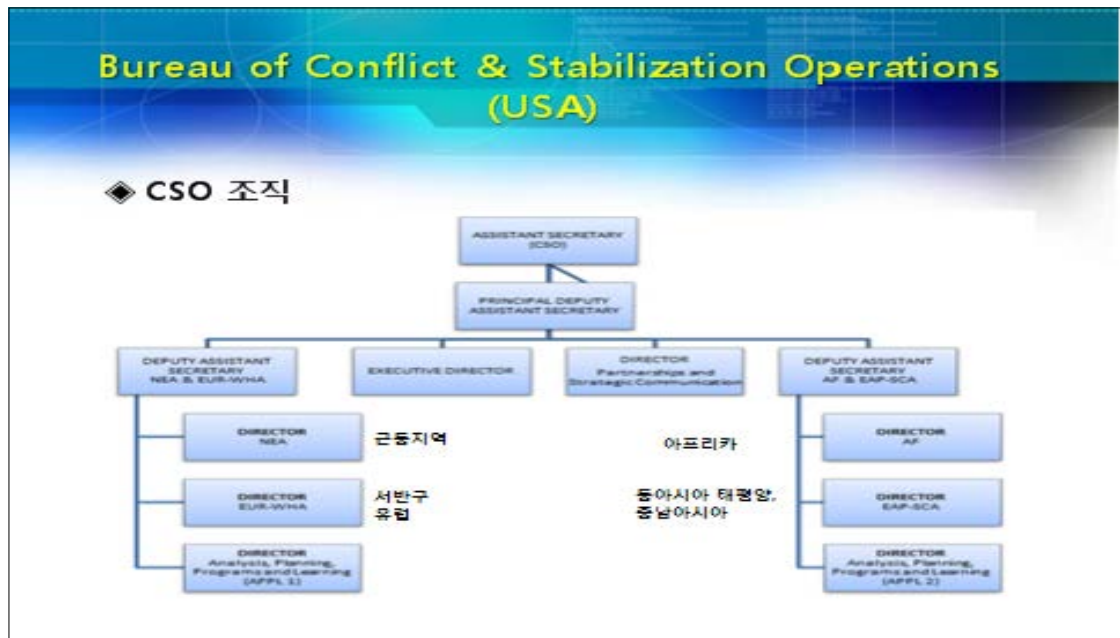 Bureau of Conflict & Stabilization Operations
(USA)
◈ CSO 조직
ASSISTANT SECRETARY
(CSO)
PRINCIPAL DEPUTY
ASSISTANT SECRETARY
DEPUTY ASSISTANT
SECRETARY
NEA & EUR-WHA
EXECUTIVE DIRECTOR
DIRECTOR
Partnerships and
Strategic Communication
DEPUTY ASSISTANT
SECRETARY
AF & EAP-SCA
DIRECTOR
NEA
근동지역
아프리카
DIRECTOR
AF
DIRECTOR
EUR-WHA
서반구
유럽
동아시아 태평양,
중남아시아
DIRECTOR
EAP-SCA
DIRECTOR
Analysis, Planning,
Programs and Learning
(APPL 1)
DIRECTOR
Analysis, Planning,
Programs and Learning
(APPL 2)